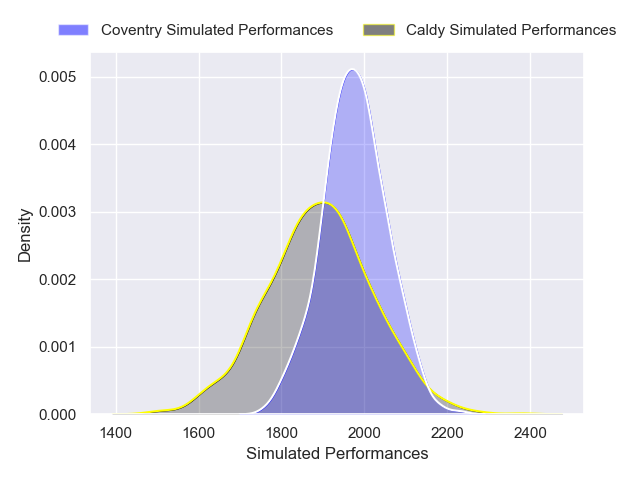 Coventry Simulated Performances
Caldy Simulated Performances
0.005
0.004
0.003
0.002
0.001
0.000
Density
1400 1600 1800 2000 2200 2400
Simulated Performances